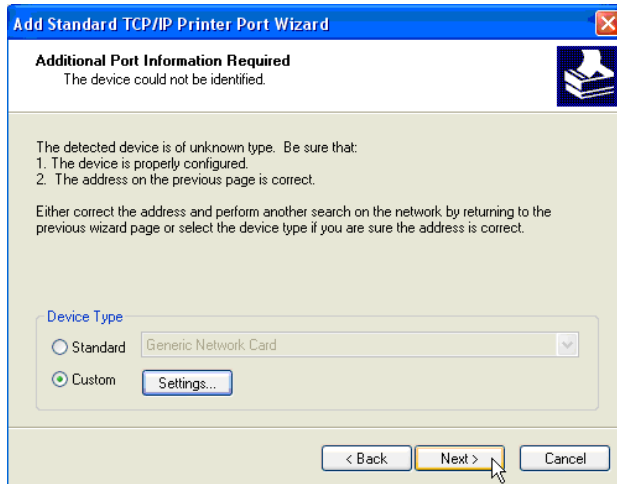 Add Standard TCP/IP Printer Port Wizard
Additional Port Information Required
The device could not be identified.
The detected device is of unknown type.  Be sure that:
1. The device is properly configured.
2.  The address on the previous page is correct.
Either correct the address and perform another search on the network by returning to the
previous wizard page or select the device type if you are sure the address is correct.
Device Type
Standard
Generic Network Card
Custom
Settings...
< Back
Next >
Cancel